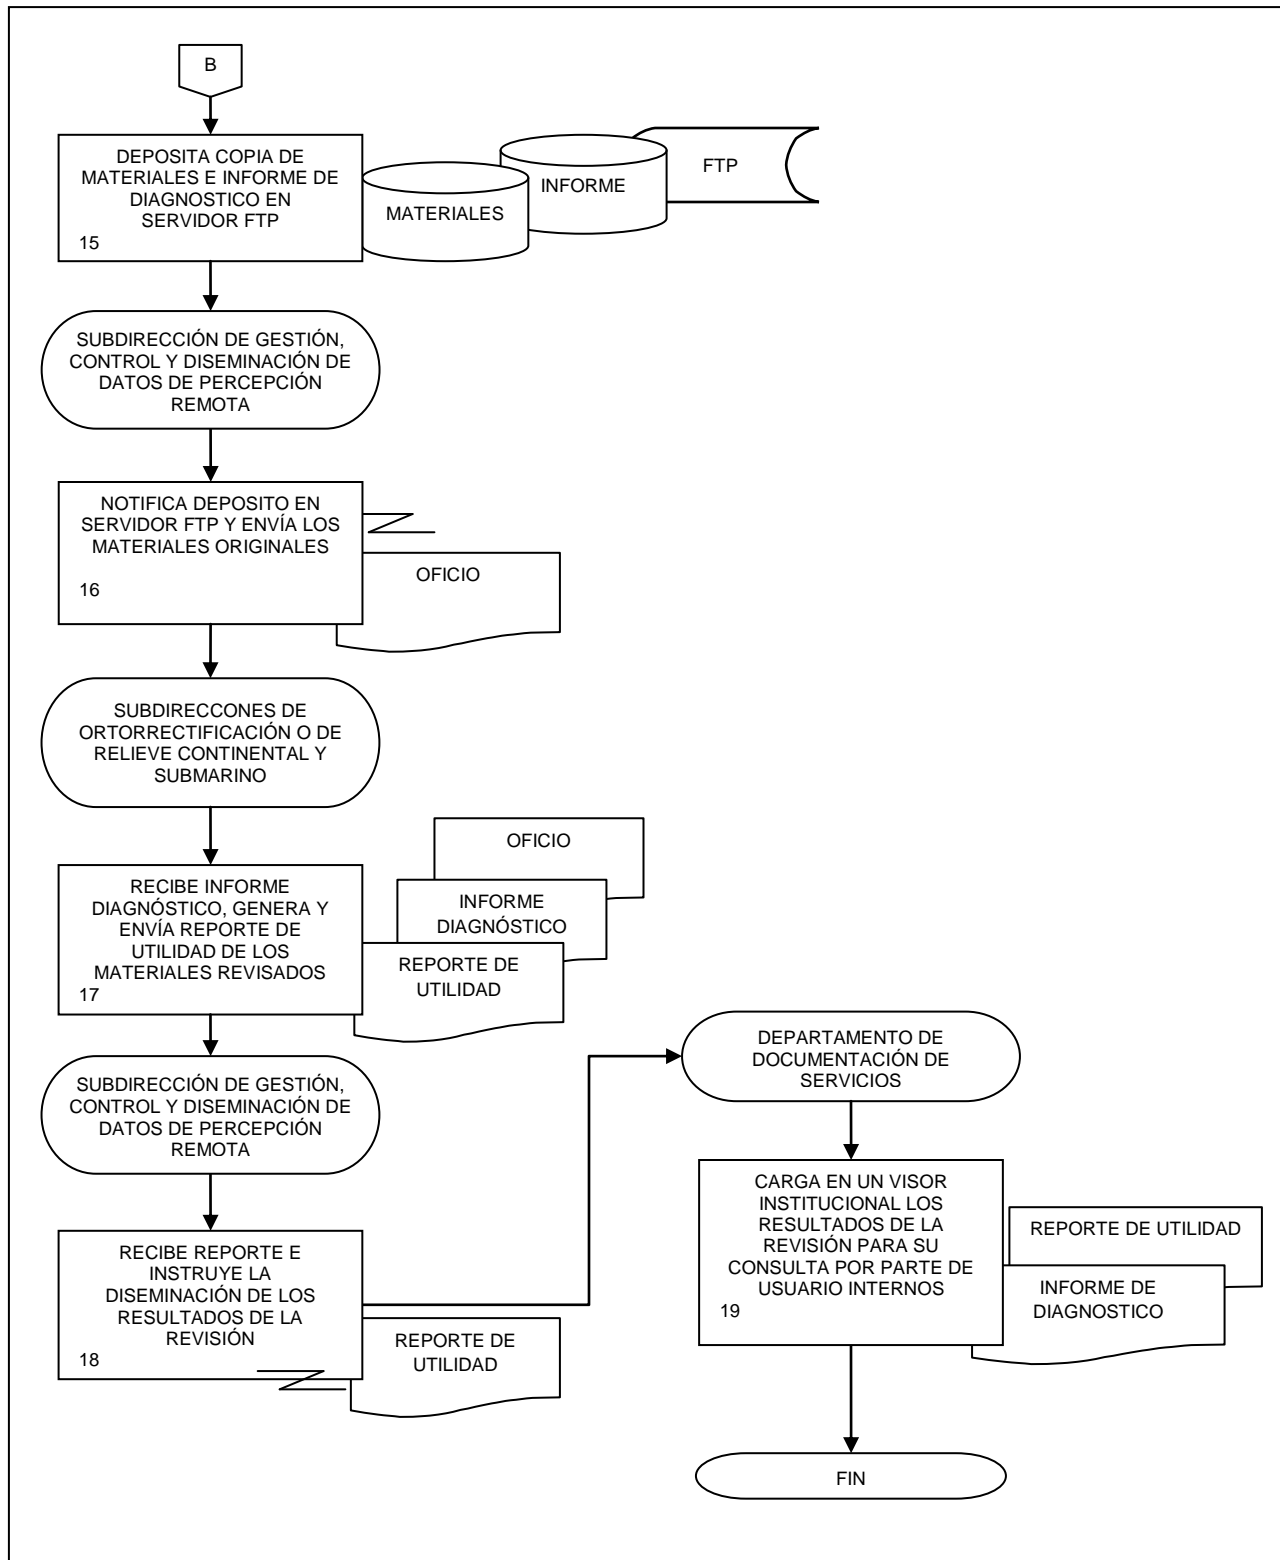 B
DEPOSITA COPIA DE
MATERIALES E INFORME DE
DIAGNOSTICO EN
SERVIDOR FTP
15
MATERIALES
INFORME
FTP
SUBDIRECCIÓN DE GESTIÓN,
CONTROL Y DISEMINACIÓN DE
DATOS DE PERCEPCIÓN
REMOTA
NOTIFICA DEPOSITO EN
SERVIDOR FTP Y ENVÍA LOS
MATERIALES ORIGINALES
16
OFICIO
SUBDIRECCONES DE
ORTORRECTIFICACIÓN O DE
RELIEVE CONTINENTAL Y
SUBMARINO
RECIBE INFORME
DIAGNÓSTICO, GENERA Y
ENVÍA REPORTE DE
UTILIDAD DE LOS
MATERIALES REVISADOS
17
OFICIO
INFORME
DIAGNÓSTICO
REPORTE DE
UTILIDAD
SUBDIRECCIÓN DE GESTIÓN,
CONTROL Y DISEMINACIÓN DE
DATOS DE PERCEPCIÓN
REMOTA
RECIBE REPORTE E
INSTRUYE LA
DISEMINACIÓN DE LOS
RESULTADOS DE LA
REVISIÓN
18
REPORTE DE
UTILIDAD
DEPARTAMENTO DE
DOCUMENTACIÓN DE
SERVICIOS
CARGA EN UN VISOR
INSTITUCIONAL LOS
RESULTADOS DE LA
REVISIÓN PARA SU
CONSULTA POR PARTE DE
USUARIO INTERNOS
19
REPORTE DE UTILIDAD
INFORME DE
DIAGNOSTICO
FIN